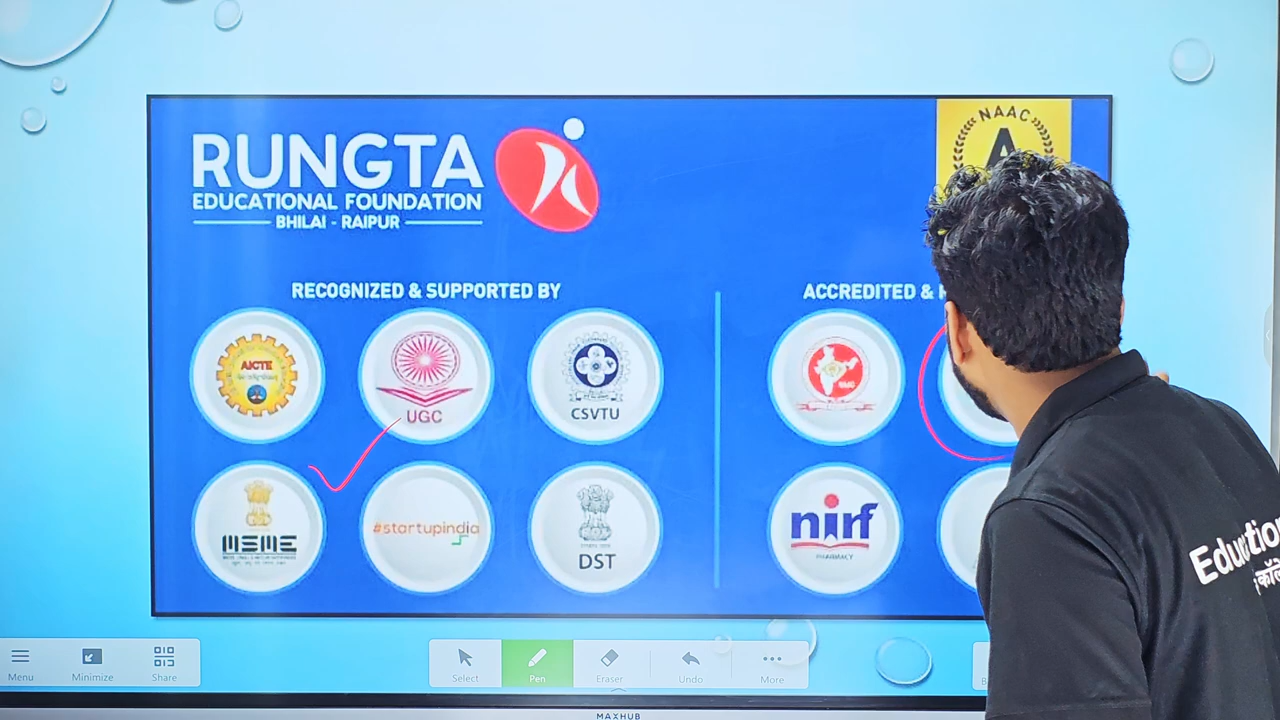 NAAC
A
RUNGTA
EDUCATIONAL FOUNDATION
BHILAI - RAIPUR
RECOGNIZED & SUPPORTED BY
ACCREDITED &
AICTE
UGC
CSVTU
MSME
#startupindia
DST
nirf
PHARMACY
Menu
Minimize
Share
Select
Pen
Eraser
Undo
More
MAXHUB